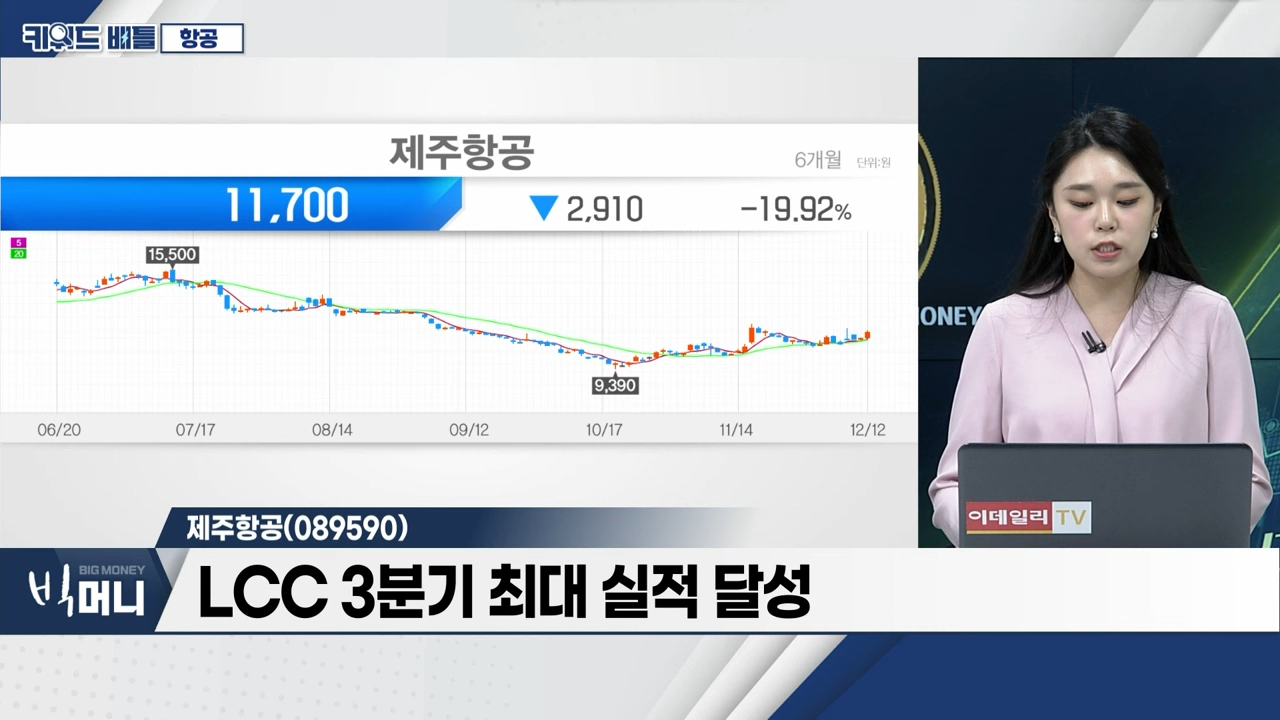 키워드 배틀 항공
제주항공
6개월 단위:원
11,700 ▼ 2,910 -19.92%
5
20
15,500
9,390
06/20 07/17 08/14 09/12 10/17 11/14 12/12
ONEY
이데일리 TV
제주항공(089590)
BIG MONEY
빅머니
LCC 3분기 최대 실적 달성